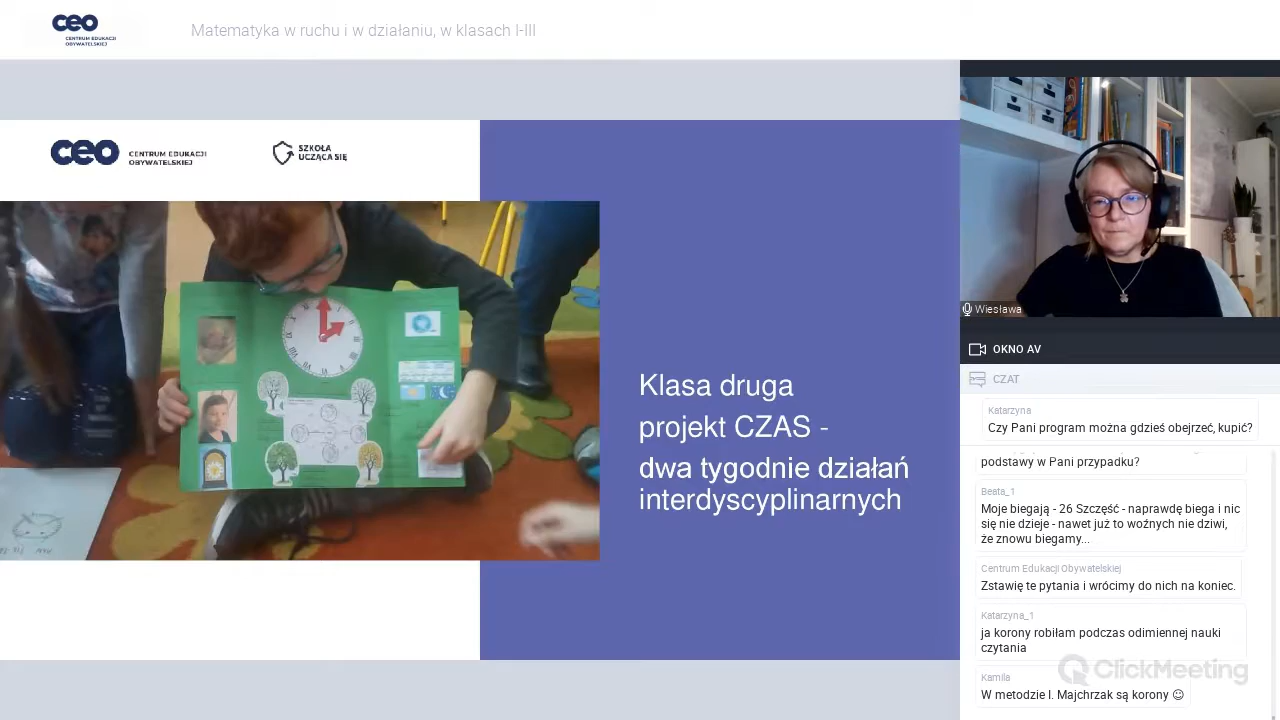 ceo
CENTRUM EDUKACJI
OBYWATELSKIEJ
Matematyka w ruchu i w działaniu, w klasach I-III
ceo
CENTRUM EDUKACJI
OBYWATELSKIEJ
SZKOŁA
UCZĄCA SIĘ
Klasa druga
projekt CZAS -
dwa tygodnie działań
interdyscyplinarnych
Wiesława
OKNO AV
CZAT
Katarzyna
Czy Pani program można gdzieś obejrzeć, kupić?
podstawy w Pani przypadku?
Beata_1
Moje biegają - 26 Szczęść - naprawdę biega i nic
się nie dzieje - nawet już to woźnych nie dziwi,
że znowu biegamy...
Centrum Edukacji Obywatelskiej
Zstawię te pytania i wrócimy do nich na koniec.
Katarzyna_1
ja korony robiłam podczas odimiennej nauki
czytania
ClickMeeting
Kamila
W metodzie I. Majchrzak są korony 😉